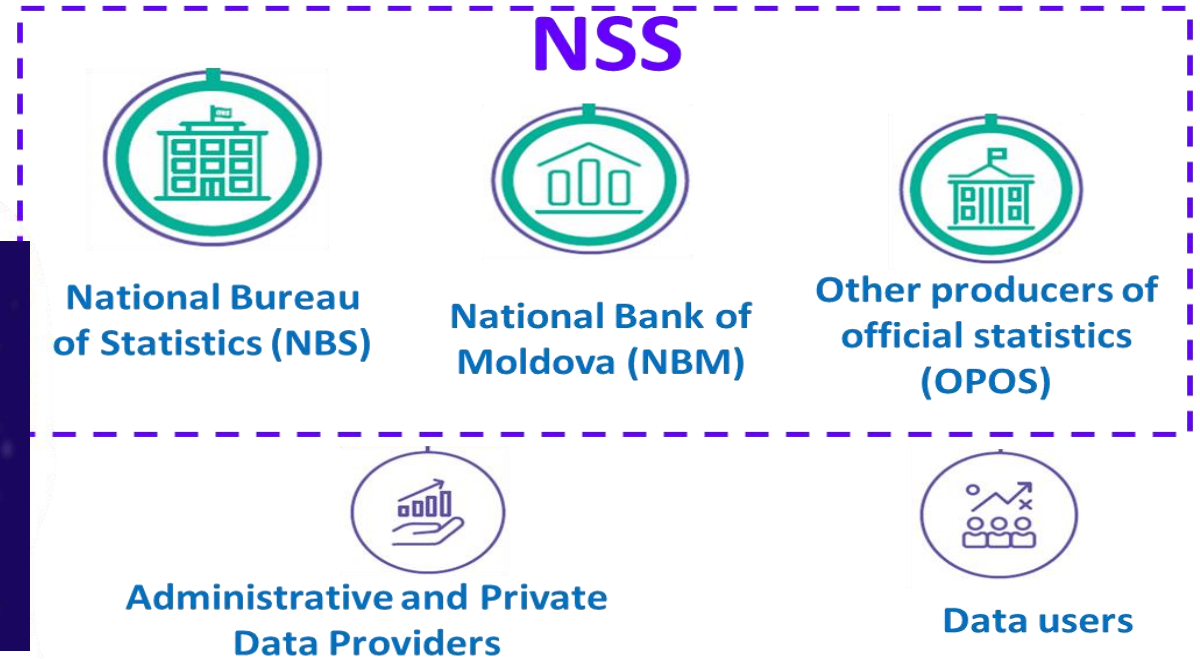 NSS
National Bureau
of Statistics (NBS)
National Bank of
Moldova (NBM)
Other producers of
official statistics
(OPOS)
Administrative and Private
Data Providers
Data users